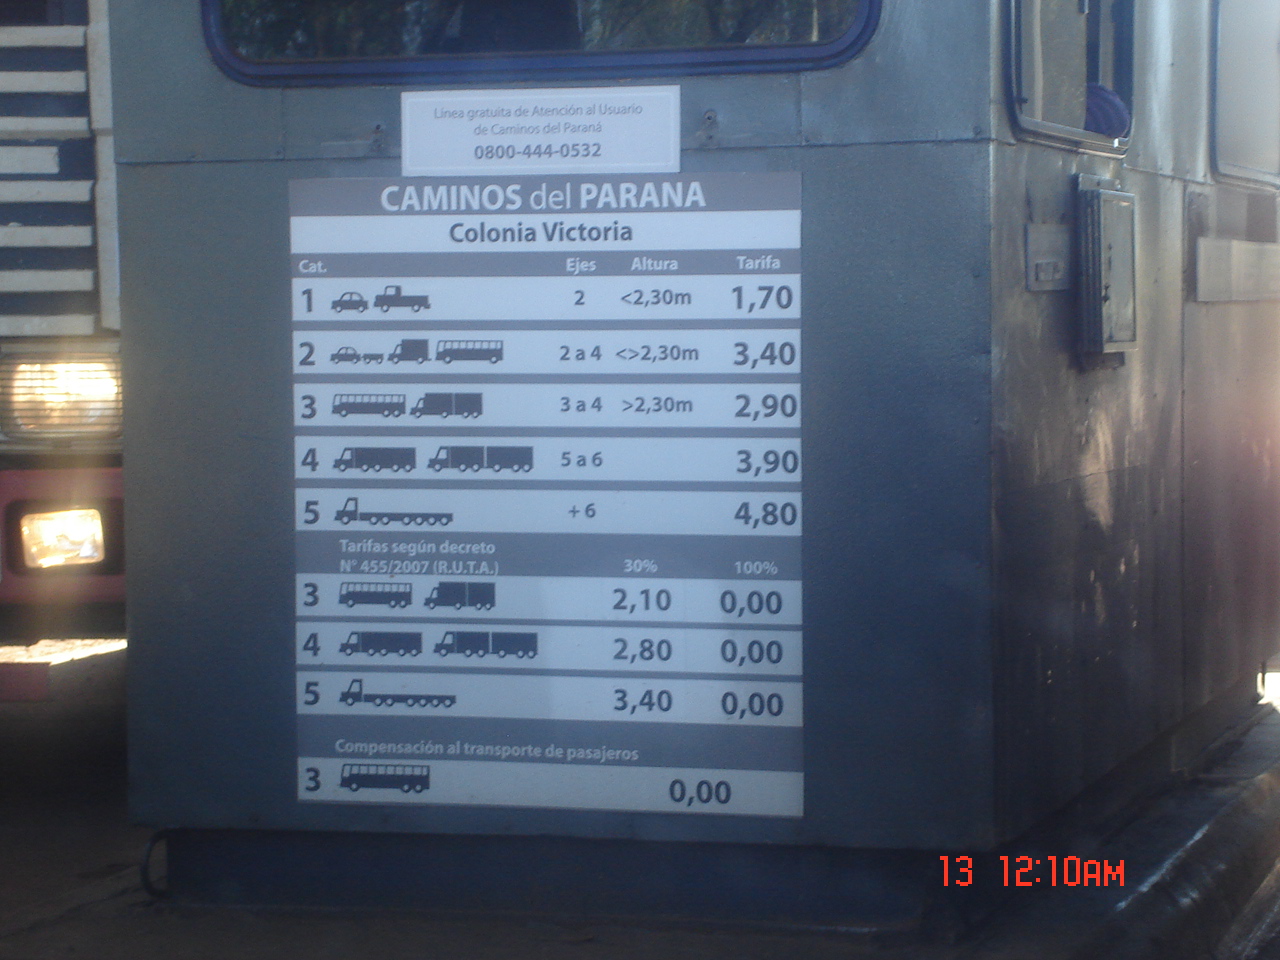 Línea gratuita de Atención al Usuario
de Caminos del Paraná
0800-444-0532
CAMINOS del PARANA
Colonia Victoria
Cat. Ejes Altura Tarifa
1 2 <2,30m 1,70
2 2 a 4 <>2,30m 3,40
3 3 a 4 >2,30m 2,90
4 5 a 6 3,90
5 + 6 4,80
Tarifas según decreto
N° 455/2007 (R.U.T.A.) 30% 100%
3 2,10 0,00
4 2,80 0,00
5 3,40 0,00
Compensación al transporte de pasajeros
3 0,00
13 12:10AM